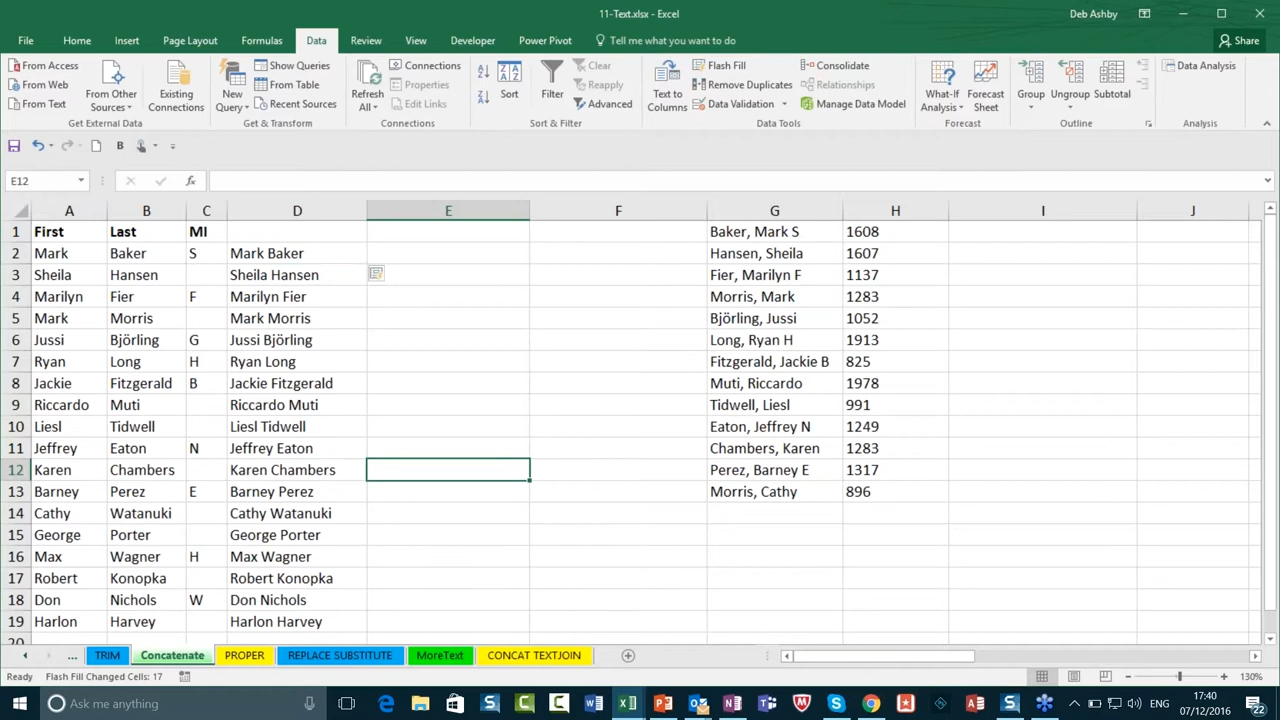 11-Text.xlsx - Excel
Deb Ashby
File Home Insert Page Layout Formulas Data Review View Developer Power Pivot Tell me what you want to do Share
From Access
From Web
From Text
From Other Sources
Existing Connections
Get External Data
New Query
Show Queries
From Table
Recent Sources
Get & Transform
Refresh All
Connections
Properties
Edit Links
Connections
Sort
Filter
Clear
Reapply
Advanced
Sort & Filter
Text to Columns
Flash Fill
Remove Duplicates
Data Validation
Consolidate
Relationships
Manage Data Model
Data Tools
What-If Analysis
Forecast Sheet
Forecast
Group
Ungroup
Subtotal
Outline
Data Analysis
Analysis
B
E12 fx
A B C D E F G H I J
1 First Last MI Baker, Mark S 1608
2 Mark Baker S Mark Baker Hansen, Sheila 1607
3 Sheila Hansen Sheila Hansen Fier, Marilyn F 1137
4 Marilyn Fier F Marilyn Fier Morris, Mark 1283
5 Mark Morris Mark Morris Björling, Jussi 1052
6 Jussi Björling G Jussi Björling Long, Ryan H 1913
7 Ryan Long H Ryan Long Fitzgerald, Jackie B 825
8 Jackie Fitzgerald B Jackie Fitzgerald Muti, Riccardo 1978
9 Riccardo Muti Riccardo Muti Tidwell, Liesl 991
10 Liesl Tidwell Liesl Tidwell Eaton, Jeffrey N 1249
11 Jeffrey Eaton N Jeffrey Eaton Chambers, Karen 1283
12 Karen Chambers Karen Chambers Perez, Barney E 1317
13 Barney Perez E Barney Perez Morris, Cathy 896
14 Cathy Watanuki Cathy Watanuki
15 George Porter George Porter
16 Max Wagner H Max Wagner
17 Robert Konopka Robert Konopka
18 Don Nichols W Don Nichols
19 Harlon Harvey Harlon Harvey
20
... TRIM Concatenate PROPER REPLACE SUBSTITUTE MoreText CONCAT TEXTJOIN
Ready Flash Fill Changed Cells: 17 130%
Ask me anything
ENG
17:40
07/12/2016
22